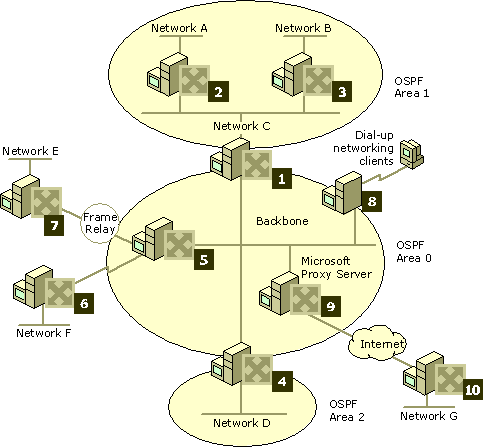 Network A
Network B
2
3
OSPF
Area 1
Network C
Dial-up
networking
clients
1
8
Network E
7
Frame
Relay
Backbone
5
OSPF
Area 0
Microsoft
Proxy Server
6
9
Network F
Internet
4
10
OSPF
Area 2
Network D
Network G